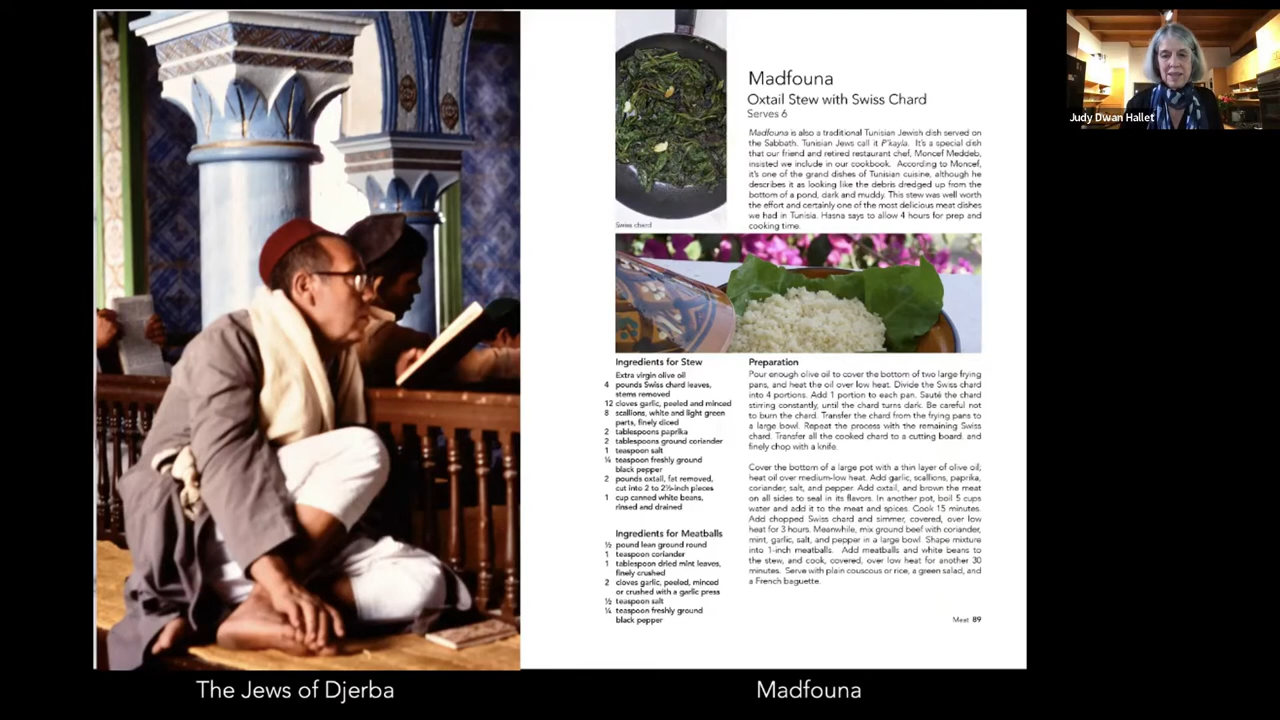 Madfouna
Oxtail Stew with Swiss Chard
Serves 6
Madfouna is also a traditional Tunisian Jewish dish served on
the Sabbath. Tunisian Jews call it P'kayla. It's a special dish
that our friend and retired restaurant chef, Moncef Meddeb,
insisted we include in our cookbook. According to Moncef,
it's one of the grand dishes of Tunisian cuisine, although he
describes it as looking like the debris dredged up from the
bottom of a pond, dark and muddy. This stew was well worth
the effort and certainly one of the most delicious meat dishes
we had in Tunisia. Hasna says to allow 4 hours for prep and
cooking time.
Swiss chard
Ingredients for Stew
Extra virgin olive oil
4 pounds Swiss chard leaves,
stems removed
12 cloves garlic, peeled and minced
8 scallions, white and light green
parts, finely diced
2 tablespoons paprika
2 tablespoons ground coriander
1 teaspoon salt
¼ teaspoon freshly ground
black pepper
2 pounds oxtail, fat removed,
cut into 2 to 2½-inch pieces
1 cup canned white beans,
rinsed and drained
Ingredients for Meatballs
½ pound lean ground round
1 teaspoon coriander
1 tablespoon dried mint leaves,
finely crushed
2 cloves garlic, peeled, minced
or crushed with a garlic press
½ teaspoon salt
¼ teaspoon freshly ground
black pepper
Preparation
Pour enough olive oil to cover the bottom of two large frying
pans, and heat the oil over low heat. Divide the Swiss chard
into 4 portions. Add 1 portion to each pan. Sauté the chard
stirring constantly, until the chard turns dark. Be careful not
to burn the chard. Transfer the chard from the frying pans to
a large bowl. Repeat the process with the remaining Swiss
chard. Transfer all the cooked chard to a cutting board, and
finely chop with a knife.
Cover the bottom of a large pot with a thin layer of olive oil;
heat oil over medium-low heat. Add garlic, scallions, paprika,
coriander, salt, and pepper. Add oxtail, and brown the meat
on all sides to seal in its flavors. In another pot, boil 5 cups
water and add it to the meat and spices. Cook 15 minutes.
Add chopped Swiss chard and simmer, covered, over low
heat for 3 hours. Meanwhile, mix ground beef with coriander,
mint, garlic, salt, and pepper in a large bowl. Shape mixture
into 1-inch meatballs. Add meatballs and white beans to
the stew, and cook, covered, over low heat for another 30
minutes. Serve with plain couscous or rice, a green salad, and
a French baguette.
Meat 89
The Jews of Djerba
Madfouna
Judy Dwan Hallet